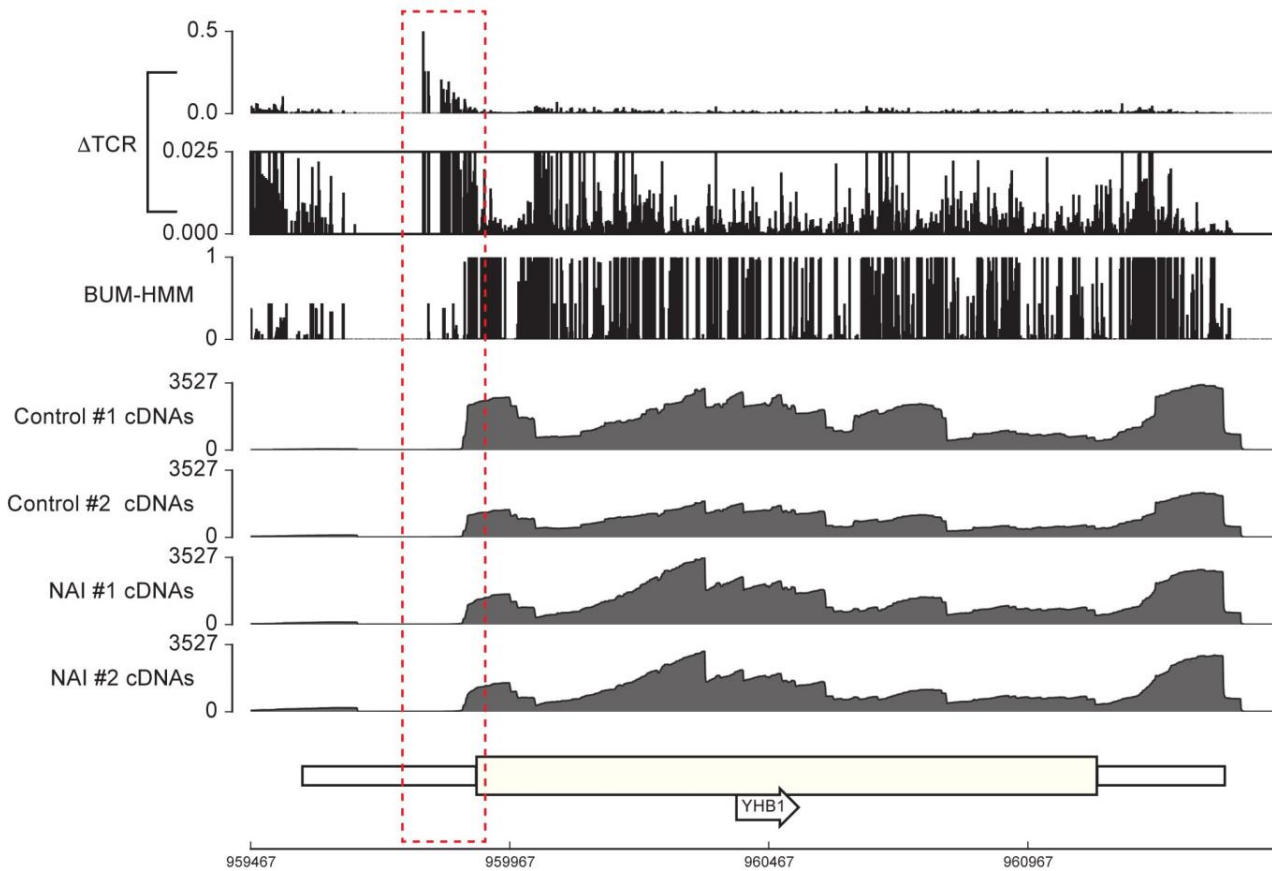 0.5
0.0
ΔTCR
0.025
0.000
1
BUM-HMM
0
3527
Control #1 cDNAs
0
3527
Control #2 cDNAs
0
3527
NAI #1 cDNAs
0
3527
NAI #2 cDNAs
0
YHB1
959467 959967 960467 960967